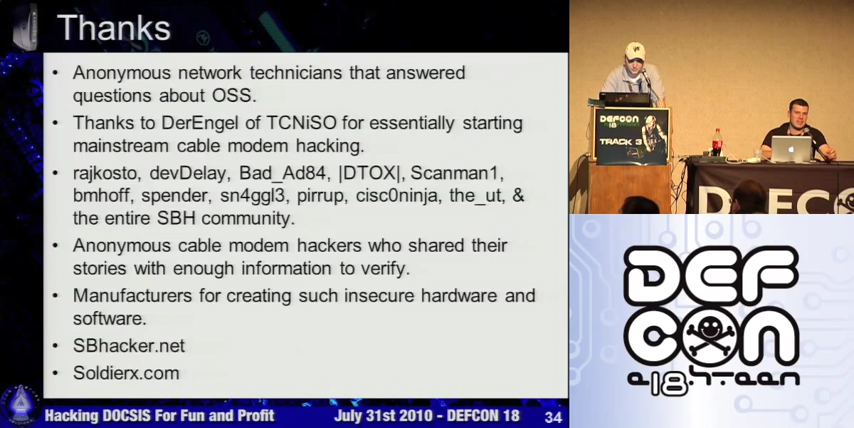 Thanks
• Anonymous network technicians that answered
questions about OSS.
• Thanks to DerEngel of TCNiSO for essentially starting
mainstream cable modem hacking.
• rajkosto, devDelay, Bad_Ad84, |DTOX|, Scanman1,
bmhoff, spender, sn4ggl3, pirrup, cisc0ninja, the_ut, &
the entire SBH community.
• Anonymous cable modem hackers who shared their
stories with enough information to verify.
• Manufacturers for creating such insecure hardware and
software.
• SBhacker.net
• Soldierx.com
Hacking DOCSIS For Fun and Profit July 31st 2010 - DEFCON 18 34
DEFCON
18
TRACK 3
DEFCO
DEF
CON
e18.h-teen